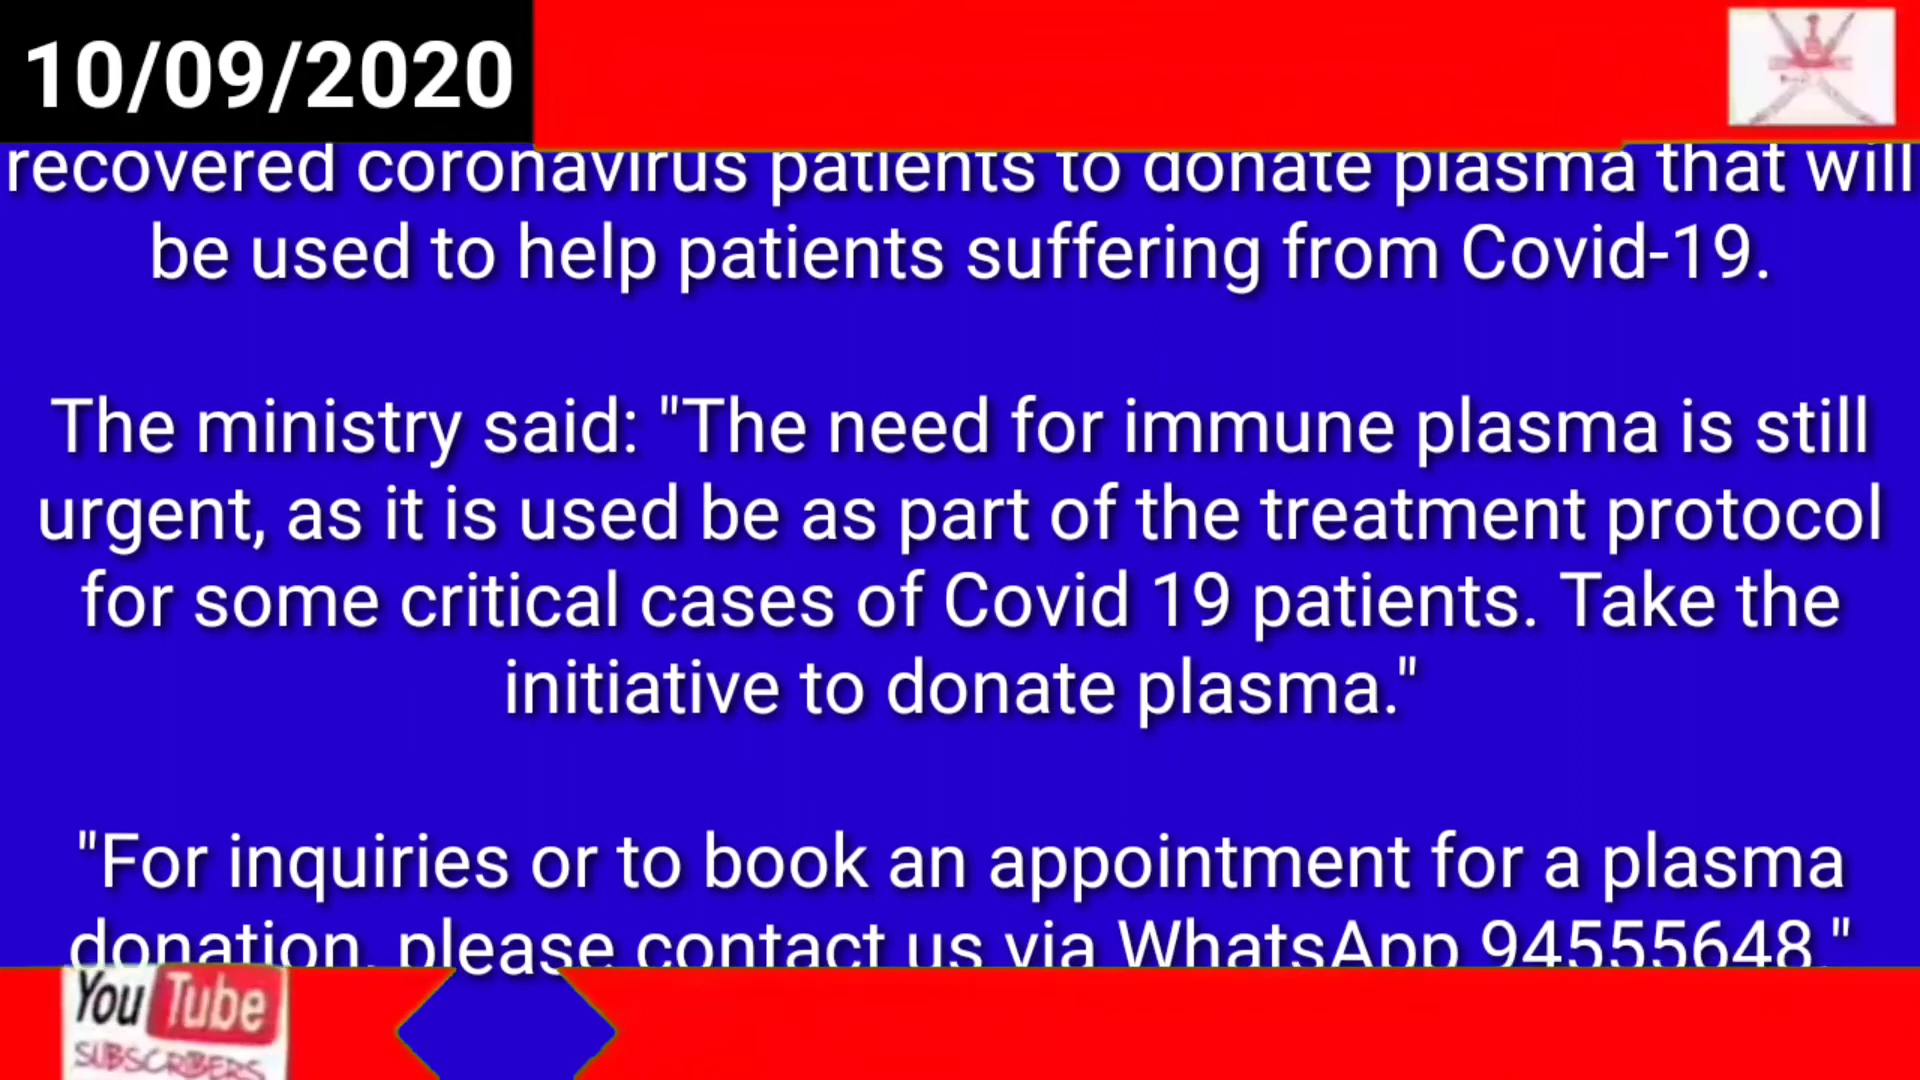 10/09/2020
recovered coronavirus patients to donate plasma that will
be used to help patients suffering from Covid-19.
The ministry said: "The need for immune plasma is still
urgent, as it is used be as part of the treatment protocol
for some critical cases of Covid 19 patients. Take the
initiative to donate plasma."
"For inquiries or to book an appointment for a plasma
donation, please contact us via WhatsApp 94555648."
YouTube
SUBSCRIBERS